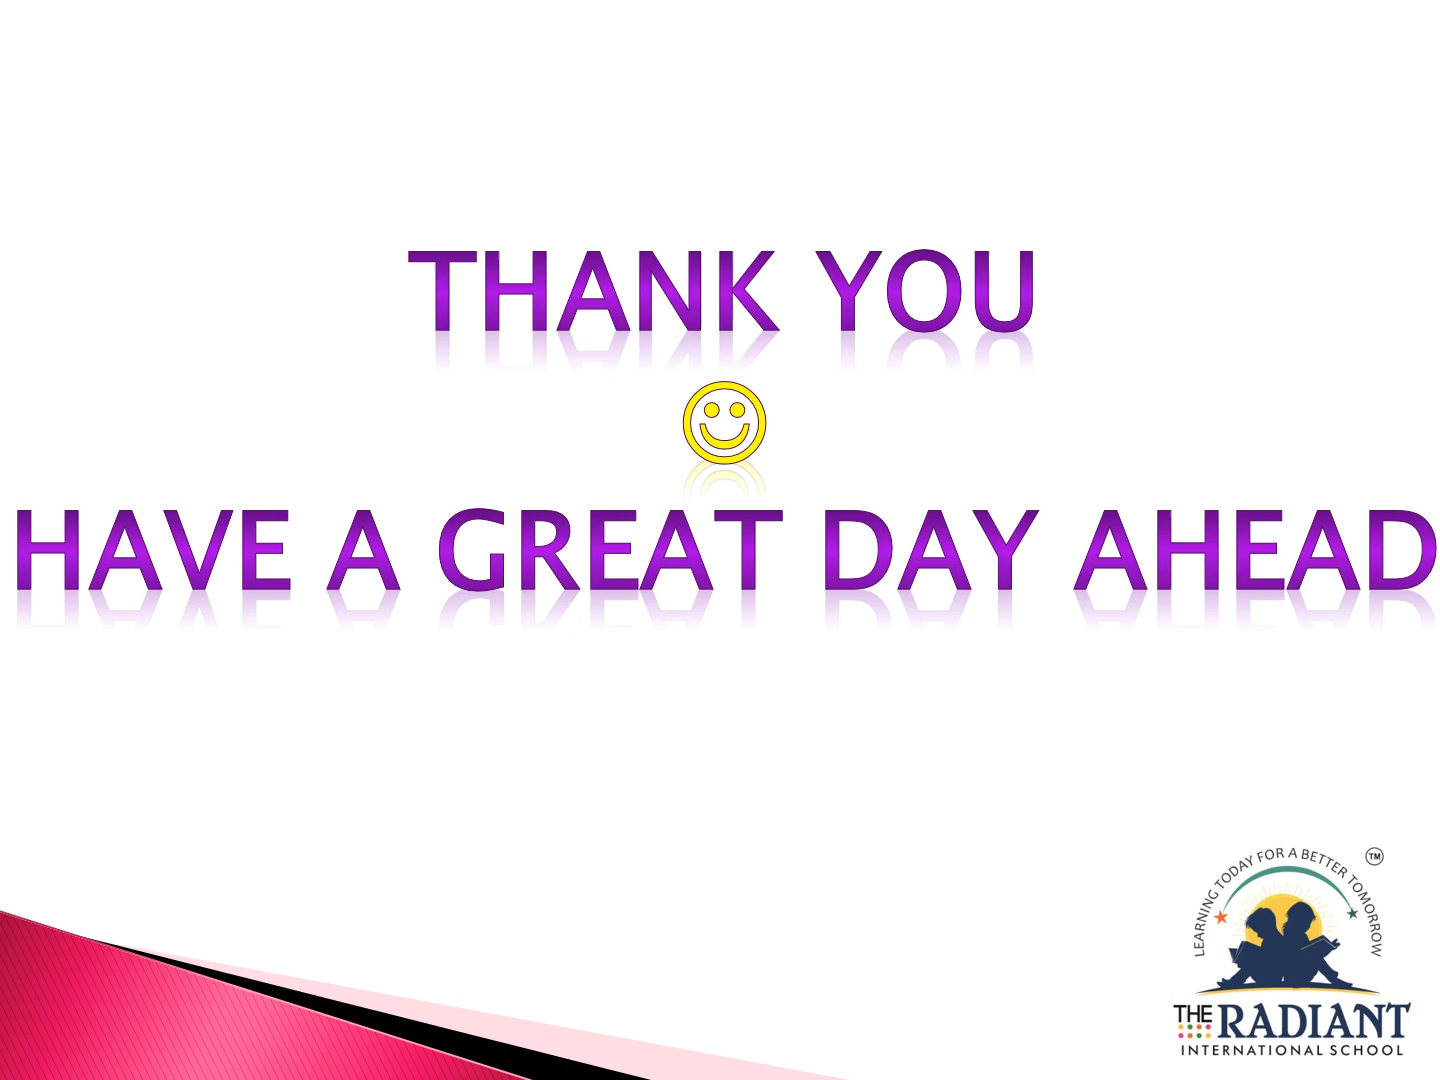 THANK YOU
HAVE A GREAT DAY AHEAD
LEARNING TODAY FOR A BETTER TOMORROW
TM
THE RADIANT
INTERNATIONAL SCHOOL